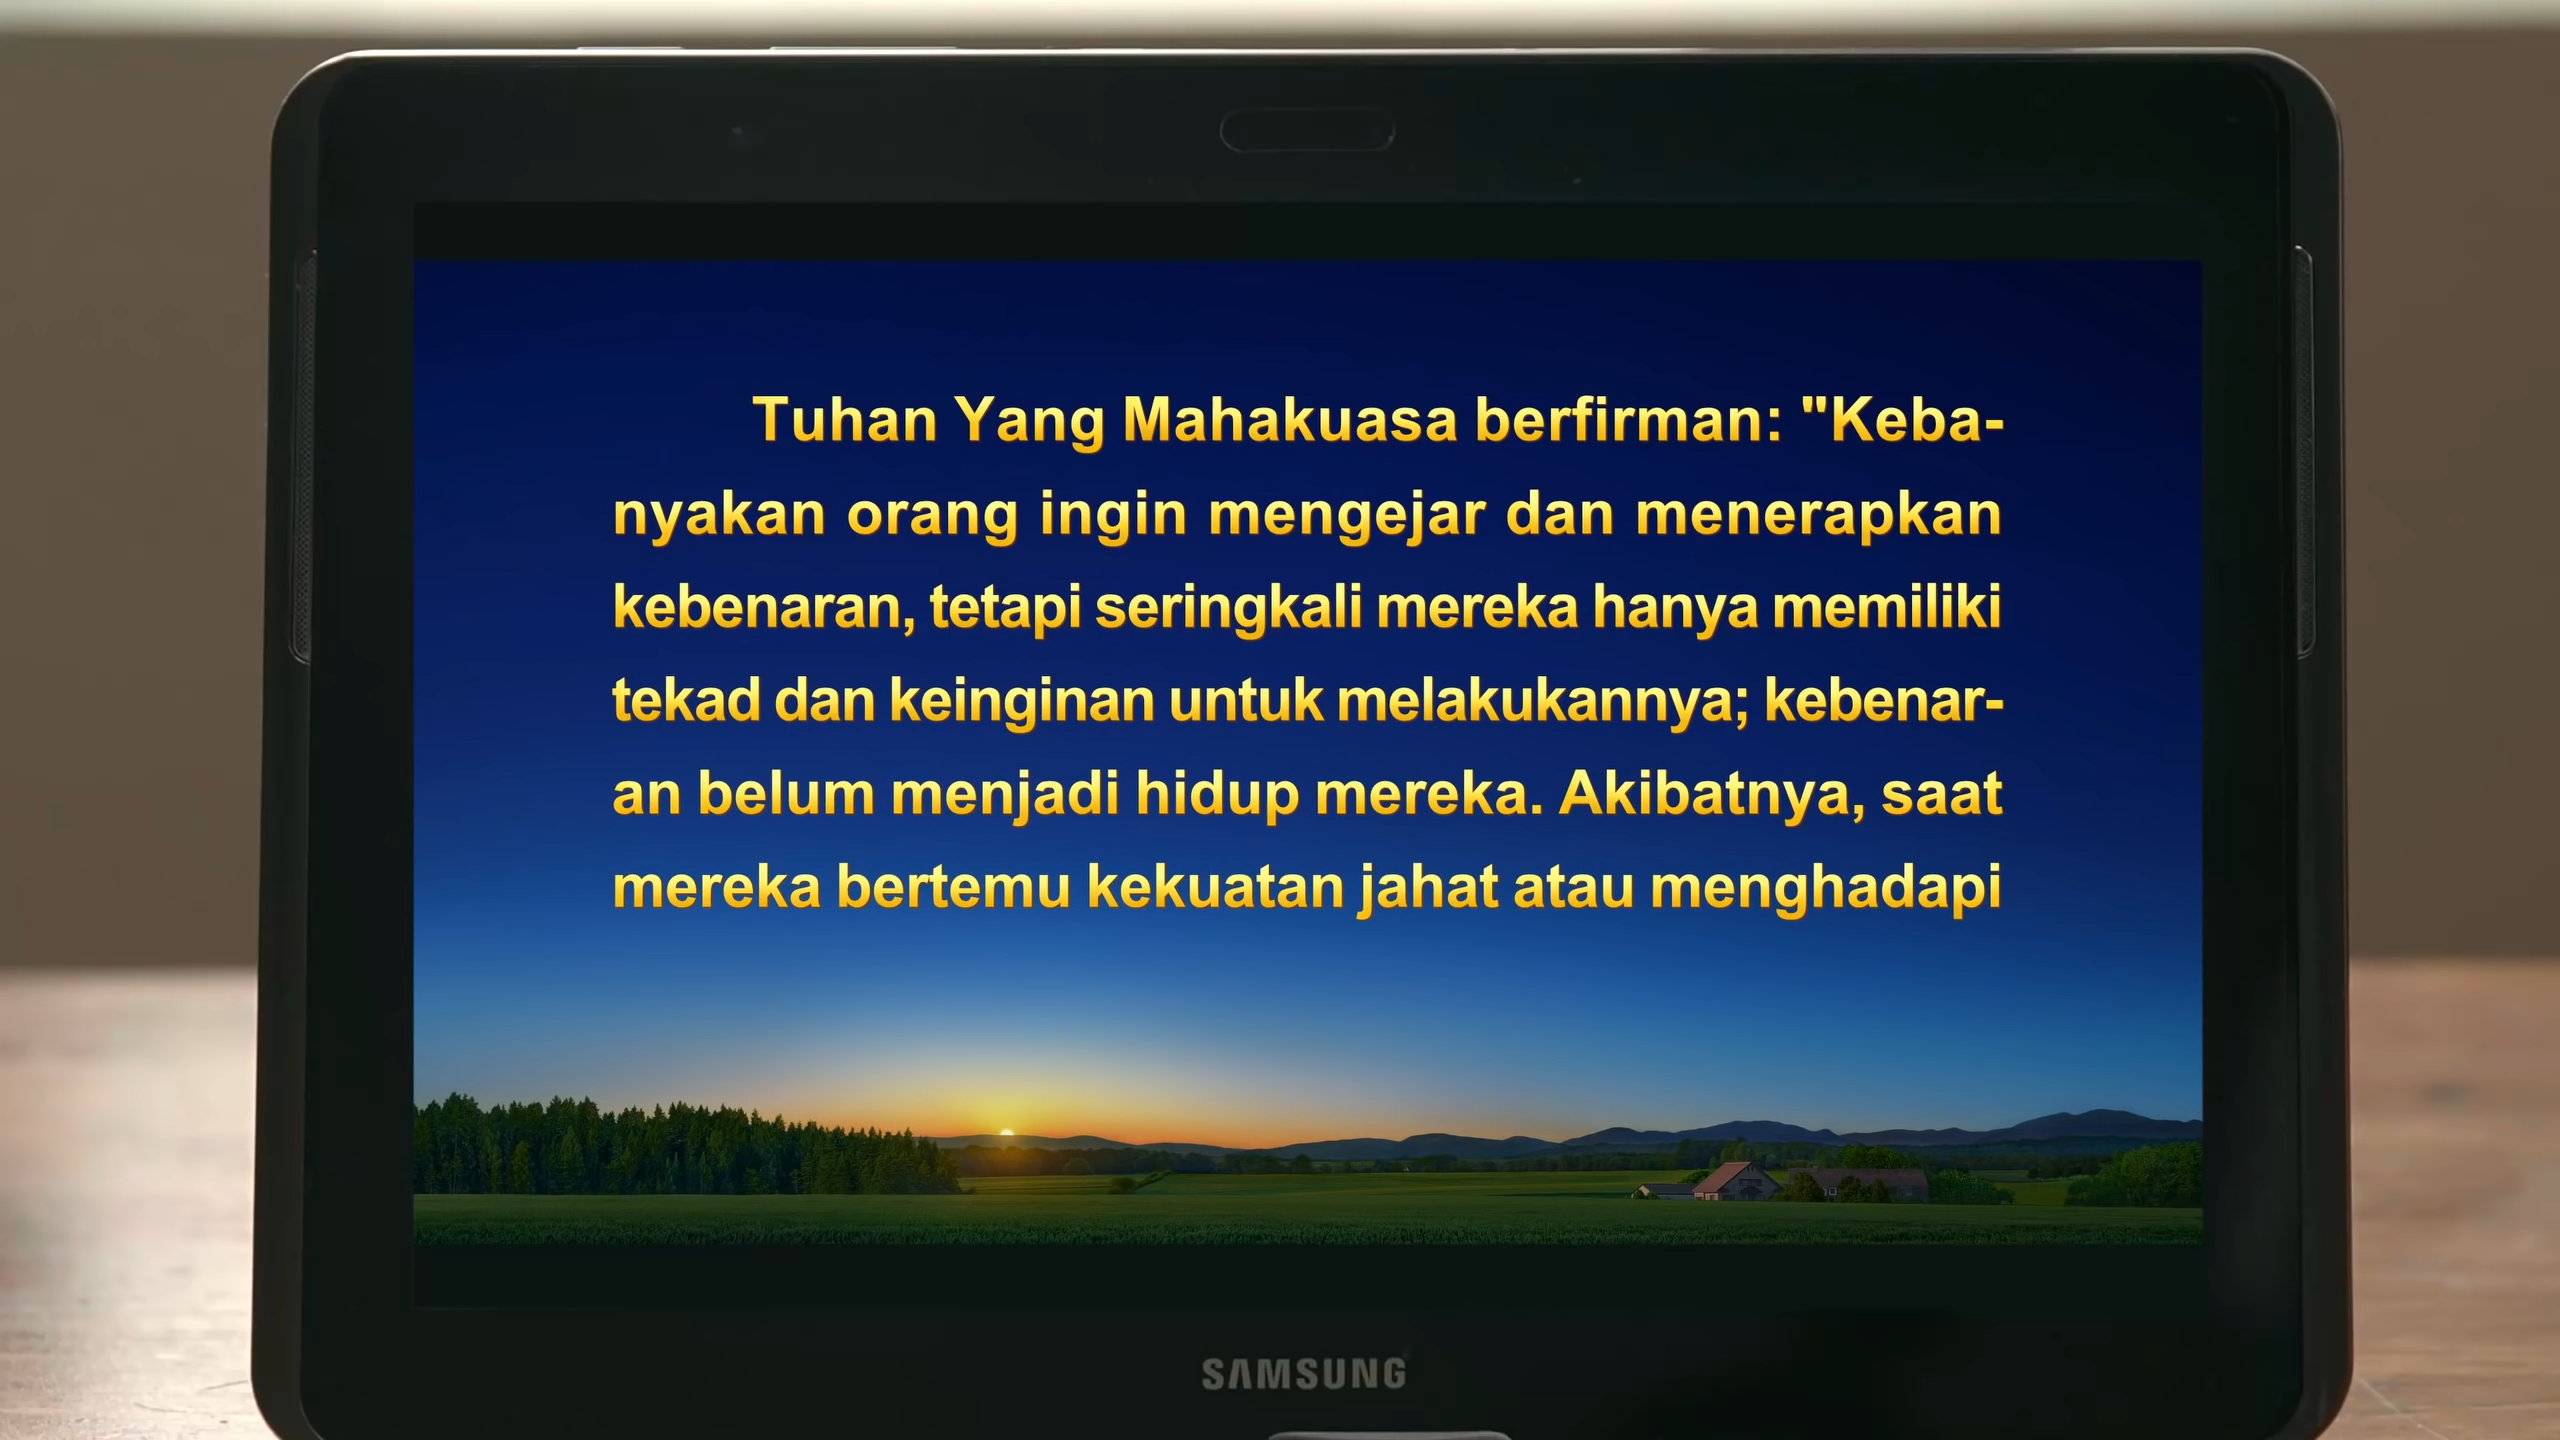 Tuhan Yang Mahakuasa berfirman: "Keba-
nyakan orang ingin mengejar dan menerapkan
kebenaran, tetapi seringkali mereka hanya memiliki
tekad dan keinginan untuk melakukannya; kebenar-
an belum menjadi hidup mereka. Akibatnya, saat
mereka bertemu kekuatan jahat atau menghadapi
SAMSUNG